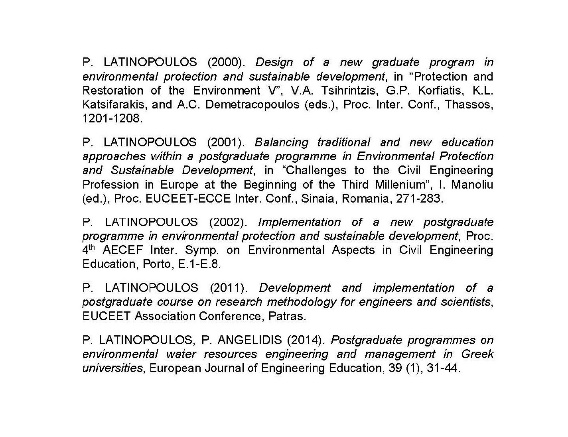 P. LATINOPOULOS (2000). Design of a new graduate program in
environmental protection and sustainable development, in “Protection and
Restoration of the Environment V”, V.A. Tsihrintzis, G.P. Korfiatis, K.L.
Katsifarakis, and A.C. Demetracopoulos (eds.), Proc. Inter. Conf., Thassos,
1201-1208.
P. LATINOPOULOS (2001). Balancing traditional and new education
approaches within a postgraduate programme in Environmental Protection
and Sustainable Development, in “Challenges to the Civil Engineering
Profession in Europe at the Beginning of the Third Millenium”, I. Manoliu
(ed.), Proc. EUCEET-ECCE Inter. Conf., Sinaia, Romania, 271-283.
P. LATINOPOULOS (2002). Implementation of a new postgraduate
programme in environmental protection and sustainable development, Proc.
4th AECEF Inter. Symp. on Environmental Aspects in Civil Engineering
Education, Porto, E.1-E.8.
P. LATINOPOULOS (2011). Development and implementation of a
postgraduate course on research methodology for engineers and scientists,
EUCEET Association Conference, Patras.
P. LATINOPOULOS, P. ANGELIDIS (2014). Postgraduate programmes on
environmental water resources engineering and management in Greek
universities, European Journal of Engineering Education, 39 (1), 31-44.